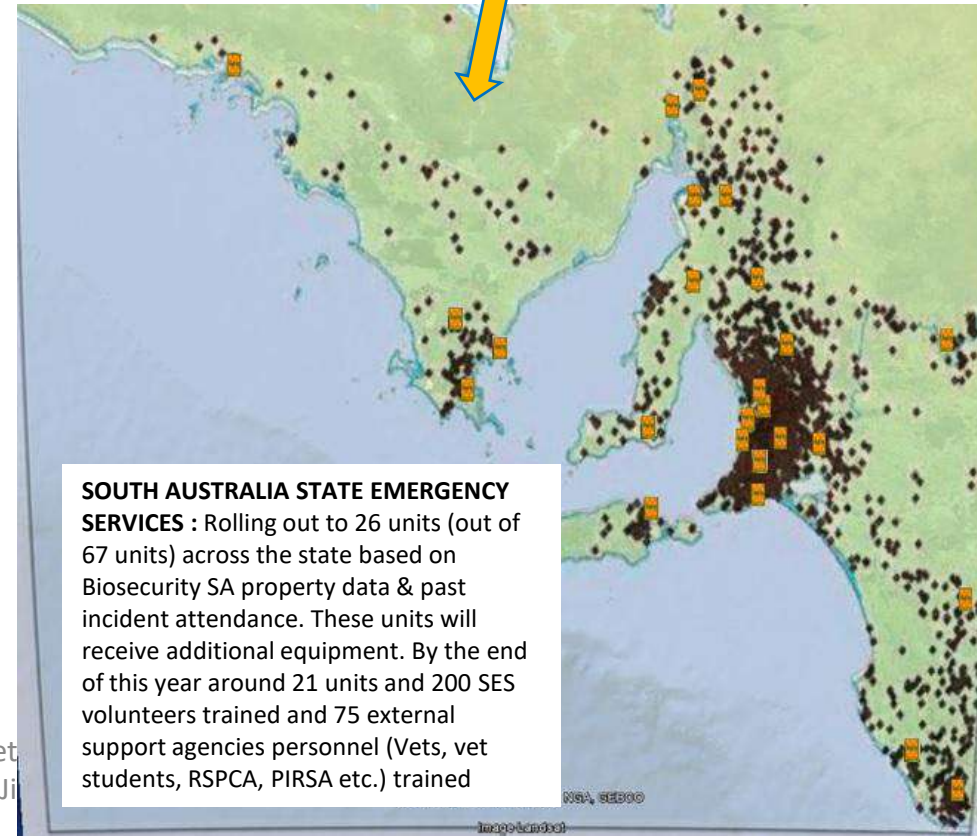 SOUTH AUSTRALIA STATE EMERGENCY
SERVICES : Rolling out to 26 units (out of
67 units) across the state based on
Biosecurity SA property data & past
incident attendance. These units will
receive additional equipment. By the end
of this year around 21 units and 200 SES
volunteers trained and 75 external
support agencies personnel (Vets, vet
students, RSPCA, PIRSA etc.) trained
et
Ji
NGA, GEBCO
Image Landsat